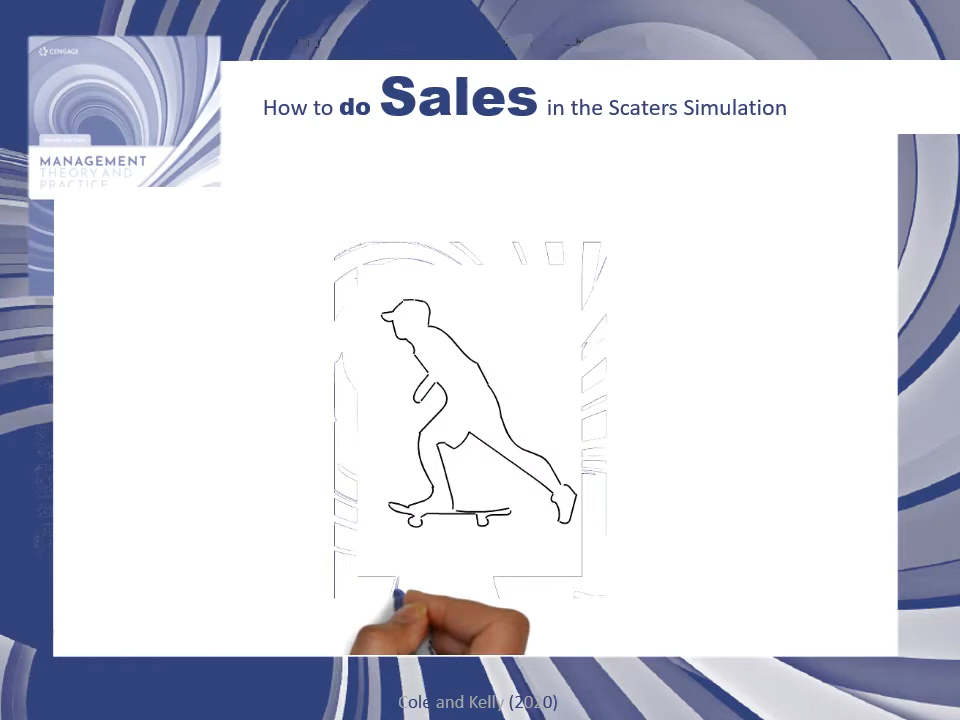 CENGAGE
How to do Sales in the Scaters Simulation
MANAGEMENT
THEORY AND
PRACTICE
Cole and Kelly (2020)